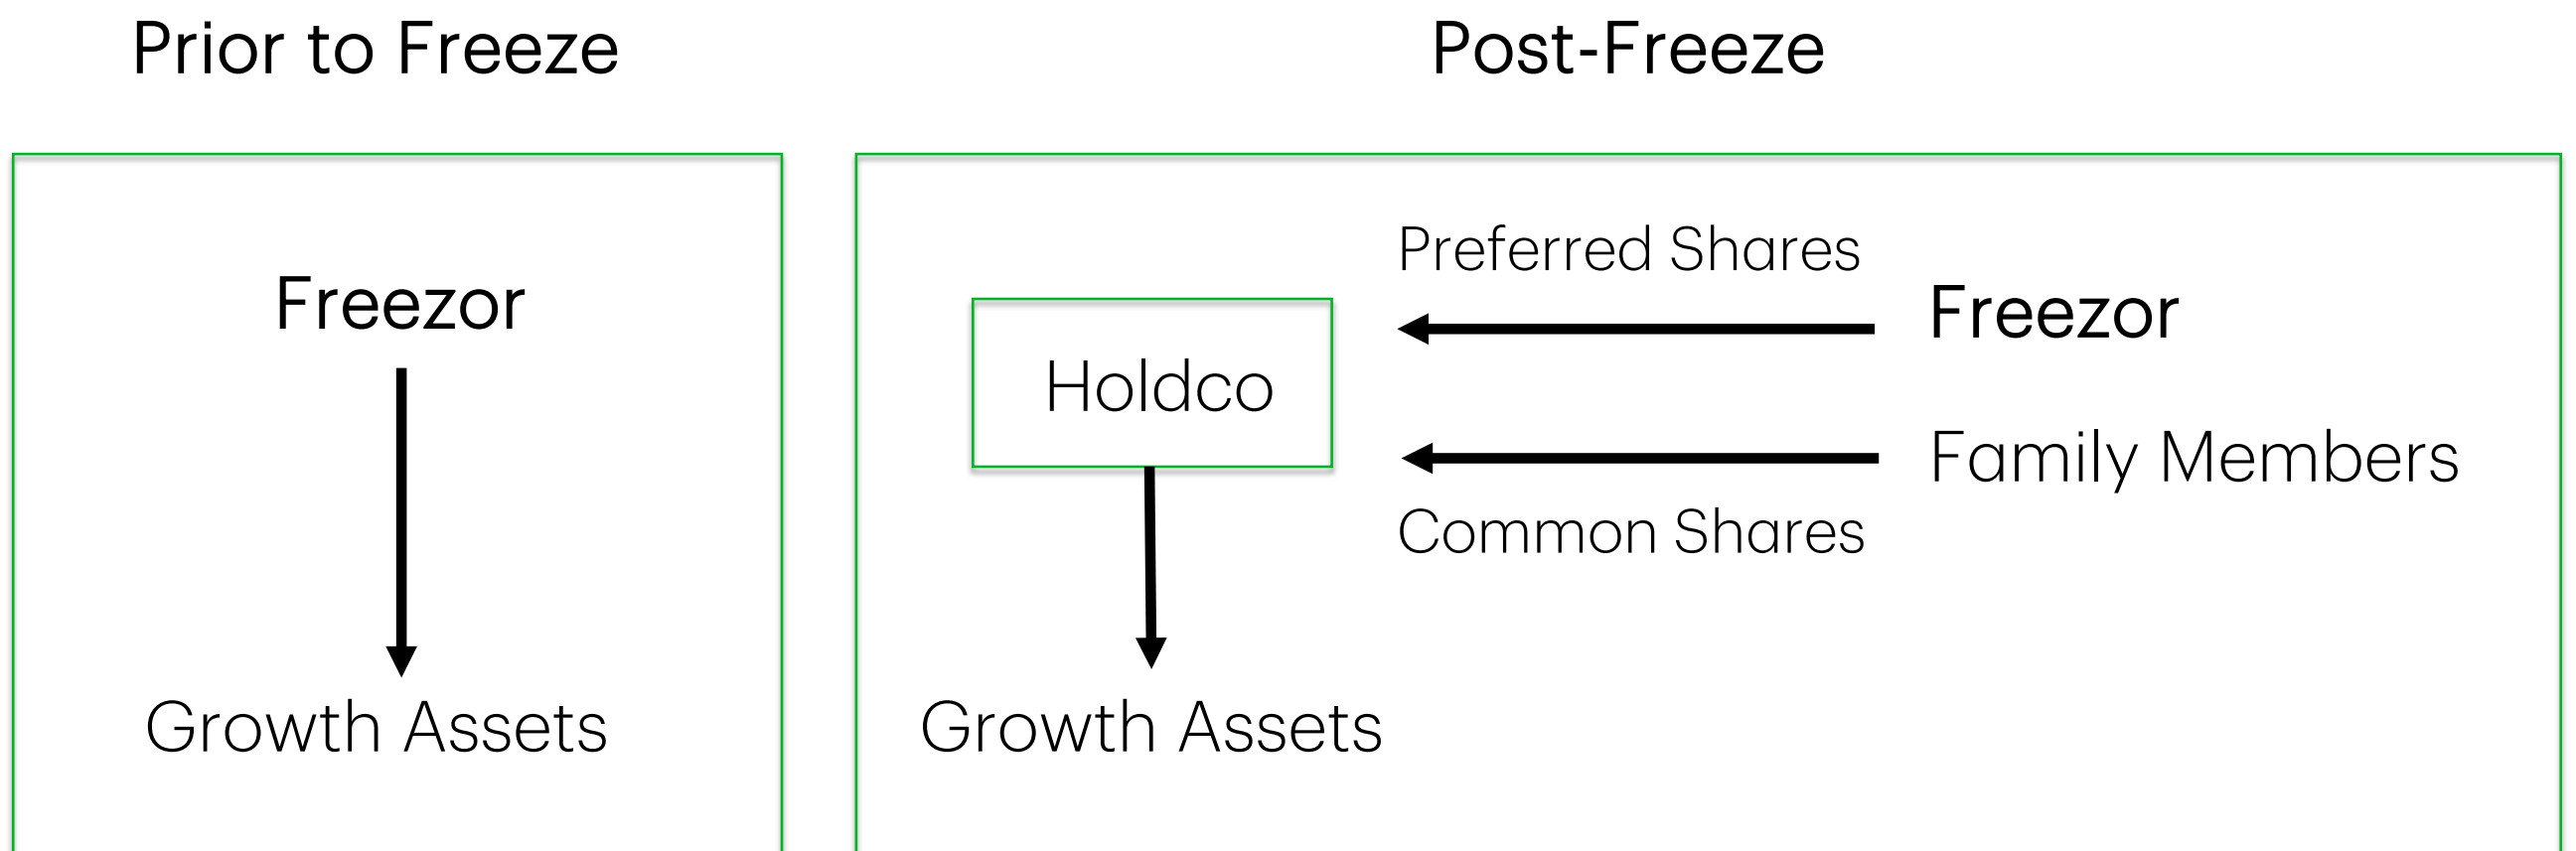 Prior to Freeze
Freezor
Growth Assets
Post-Freeze
Preferred Shares
Freezor
Holdco
Family Members
Common Shares
Growth Assets